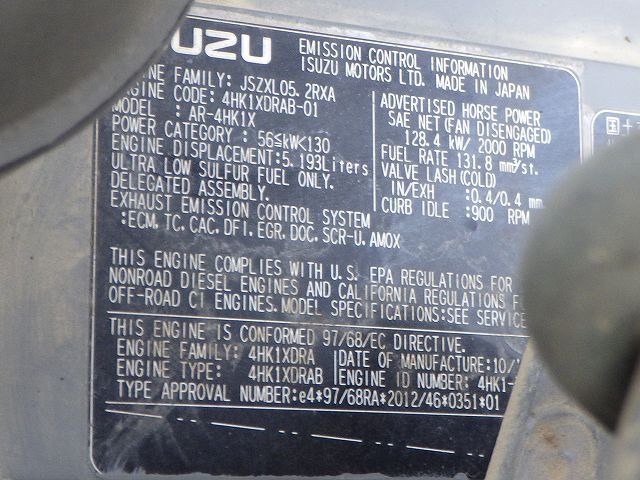 UZU
EMISSION CONTROL INFORMATION
ISUZU MOTORS LTD. MADE IN JAPAN
INE FAMILY: JSZXL05.2RXA
ENGINE CODE: 4HK1XDRAB-01
MODEL : AR-4HK1X
POWER CATEGORY : 56≦kW<130
ENGINE DISPLACEMENT:5.193Liters
ULTRA LOW SULFUR FUEL ONLY.
DELEGATED ASSEMBLY.
EXHAUST EMISSION CONTROL SYSTEM
:ECM,TC,CAC,DFI,EGR,DOC,SCR-U,AMOX
ADVERTISED HORSE POWER
SAE NET(FAN DISENGAGED)
128.4 kW/ 2000 RPM
FUEL RATE 131.8 mm³/st.
VALVE LASH(COLD)
IN/EXH :0.4/0.4 mm
CURB IDLE :900 RPM
THIS ENGINE COMPLIES WITH U.S. EPA REGULATIONS FOR
NONROAD DIESEL ENGINES AND CALIFORNIA REGULATIONS F
OFF-ROAD CI ENGINES.MODEL SPECIFICATIONS:SEE SERVICE
THIS ENGINE IS CONFORMED 97/68/EC DIRECTIVE.
ENGINE FAMILY: 4HK1XDRA
DATE OF MANUFACTURE:10/
ENGINE TYPE: 4HK1XDRAB
ENGINE ID NUMBER: 4HK1-
TYPE APPROVAL NUMBER:e4*97/68RA*2012/46*0351*01
国